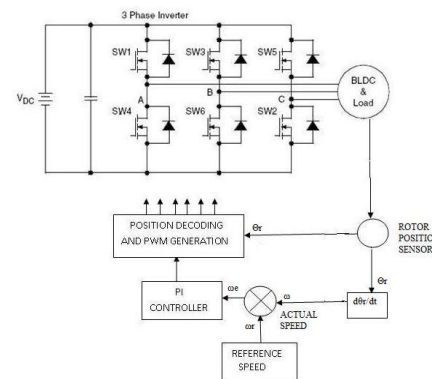 3 Phase Inverter
SW1
SW3
SW5
BLDC
&
Load
VDC
A
B
C
SW4
SW6
SW2
POSITION DECODING
AND PWM GENERATION
Θr
ROTOR
POSITION
SENSOR
Θr
PI
CONTROLLER
ωe
ω
dθr/dt
ACTUAL
SPEED
ωr
REFERENCE
SPEED